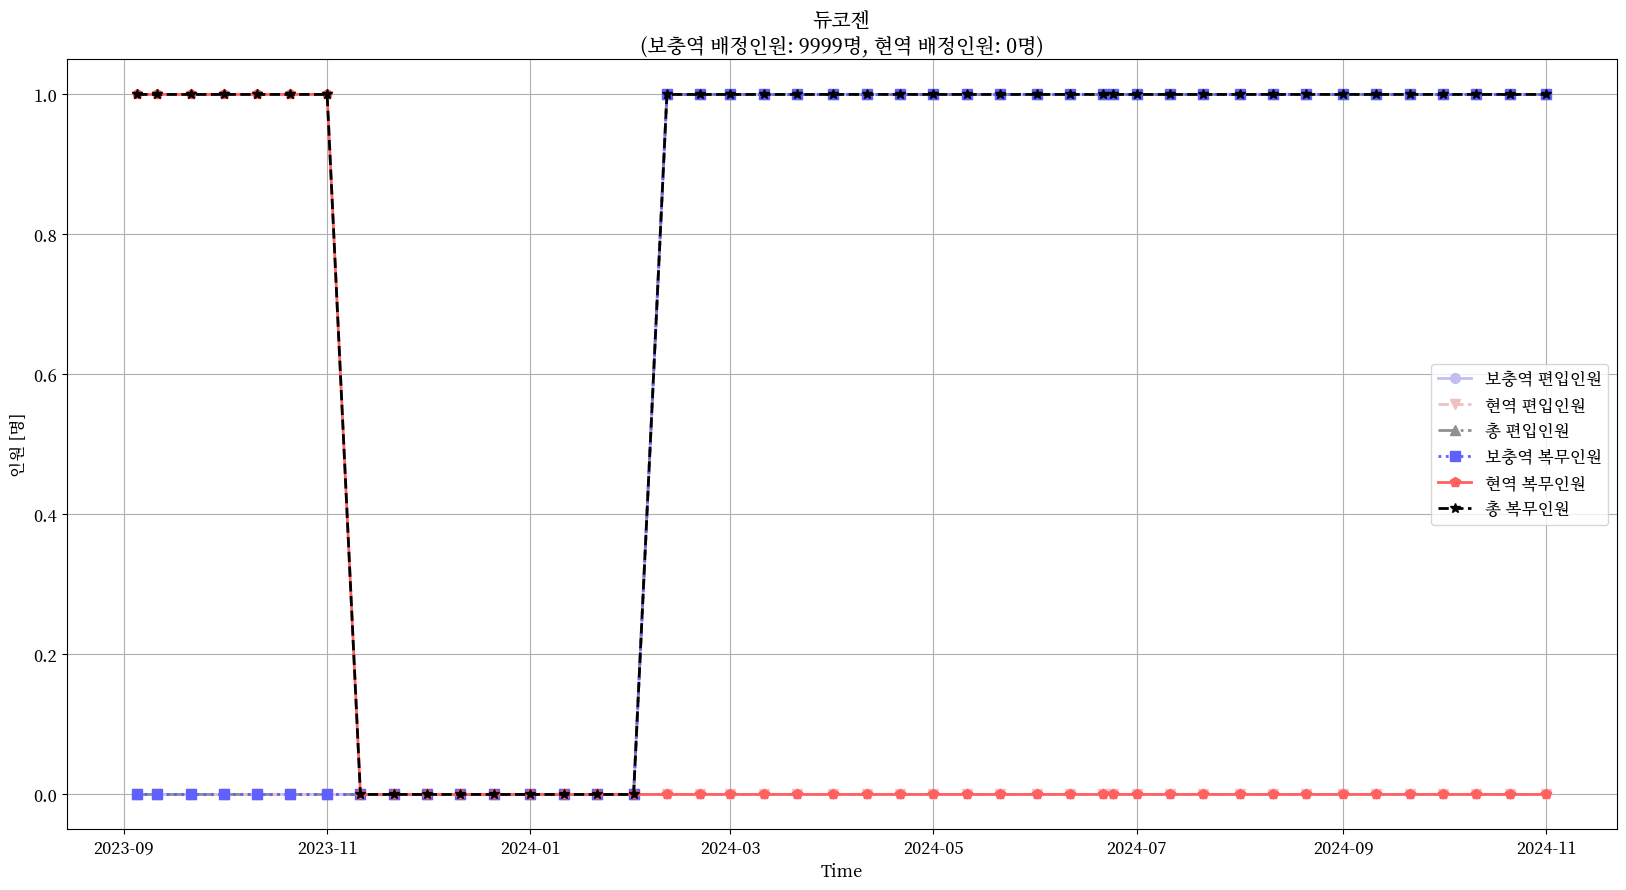 듀코젠
(보충역 배정인원: 9999명, 현역 배정인원: 0명)
인원 [명]
1.0
0.8
0.6
0.4
0.2
0.0
보충역 편입인원
현역 편입인원
총 편입인원
보충역 복무인원
현역 복무인원
총 복무인원
2023-09
2023-11
2024-01
2024-03
2024-05
2024-07
2024-09
2024-11
Time